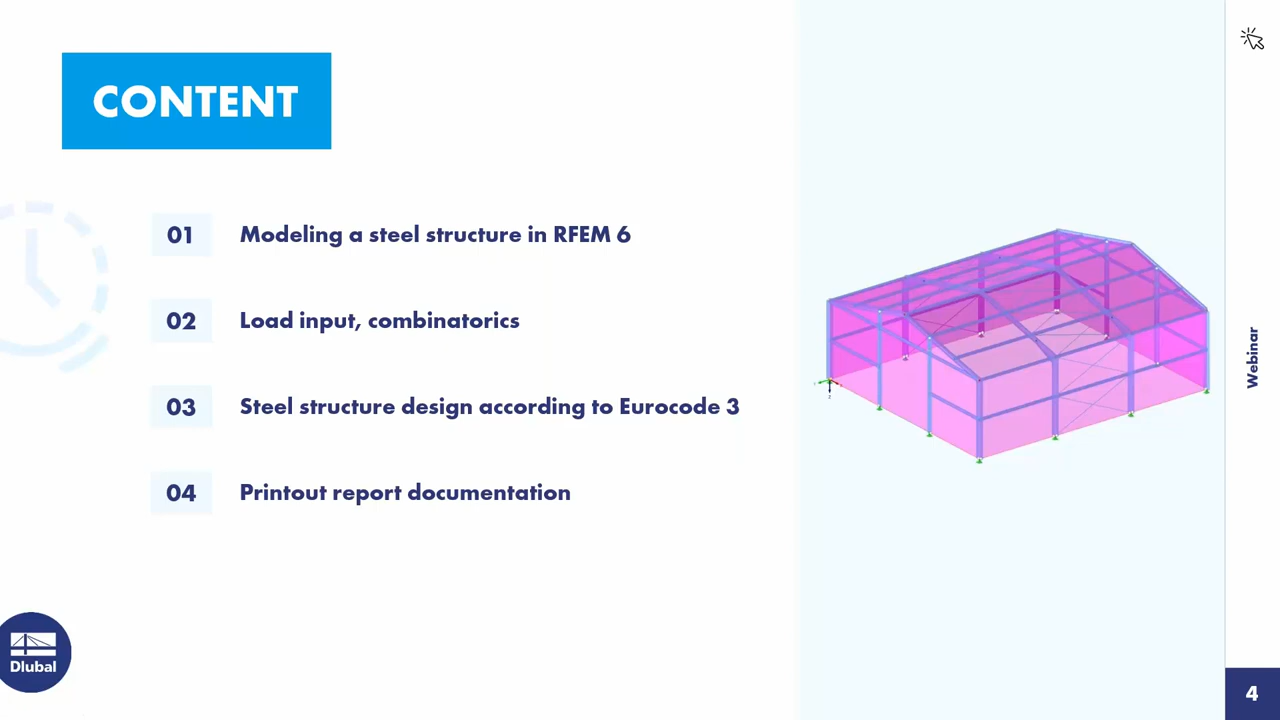 CONTENT
01 Modeling a steel structure in RFEM 6
02 Load input, combinatorics
03 Steel structure design according to Eurocode 3
04 Printout report documentation
Webinar
Dlubal
4